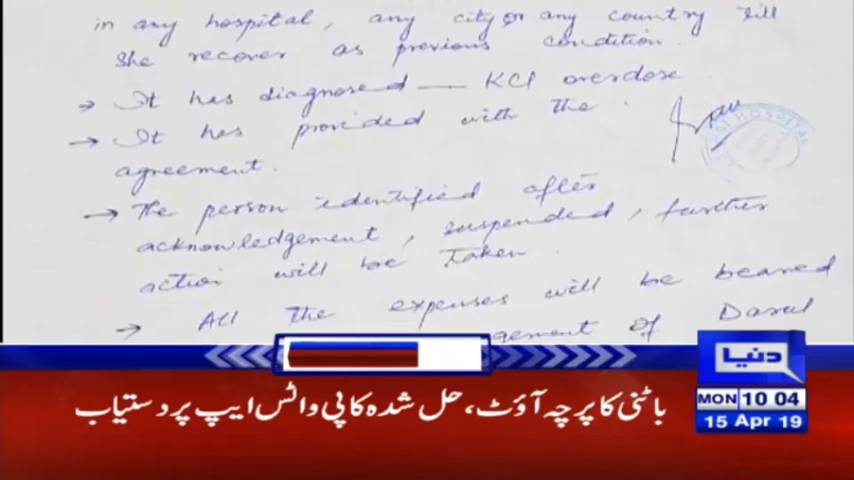 in any hospital, any city or any country till
she recover as previous condition.
→ It has diagnosed — KCl overdose
→ It has provided with the
agreement.
HOSPITAL
→ The person identified after
acknowledgement, suspended, further
action will be taken
→ All the expenses will be beared
gement of Darul
باٹنی کا پرچہ آؤٹ، حل شدہ کاپی واٹس ایپ پر دستیاب
دنیا
MON 10 04
15 Apr 19